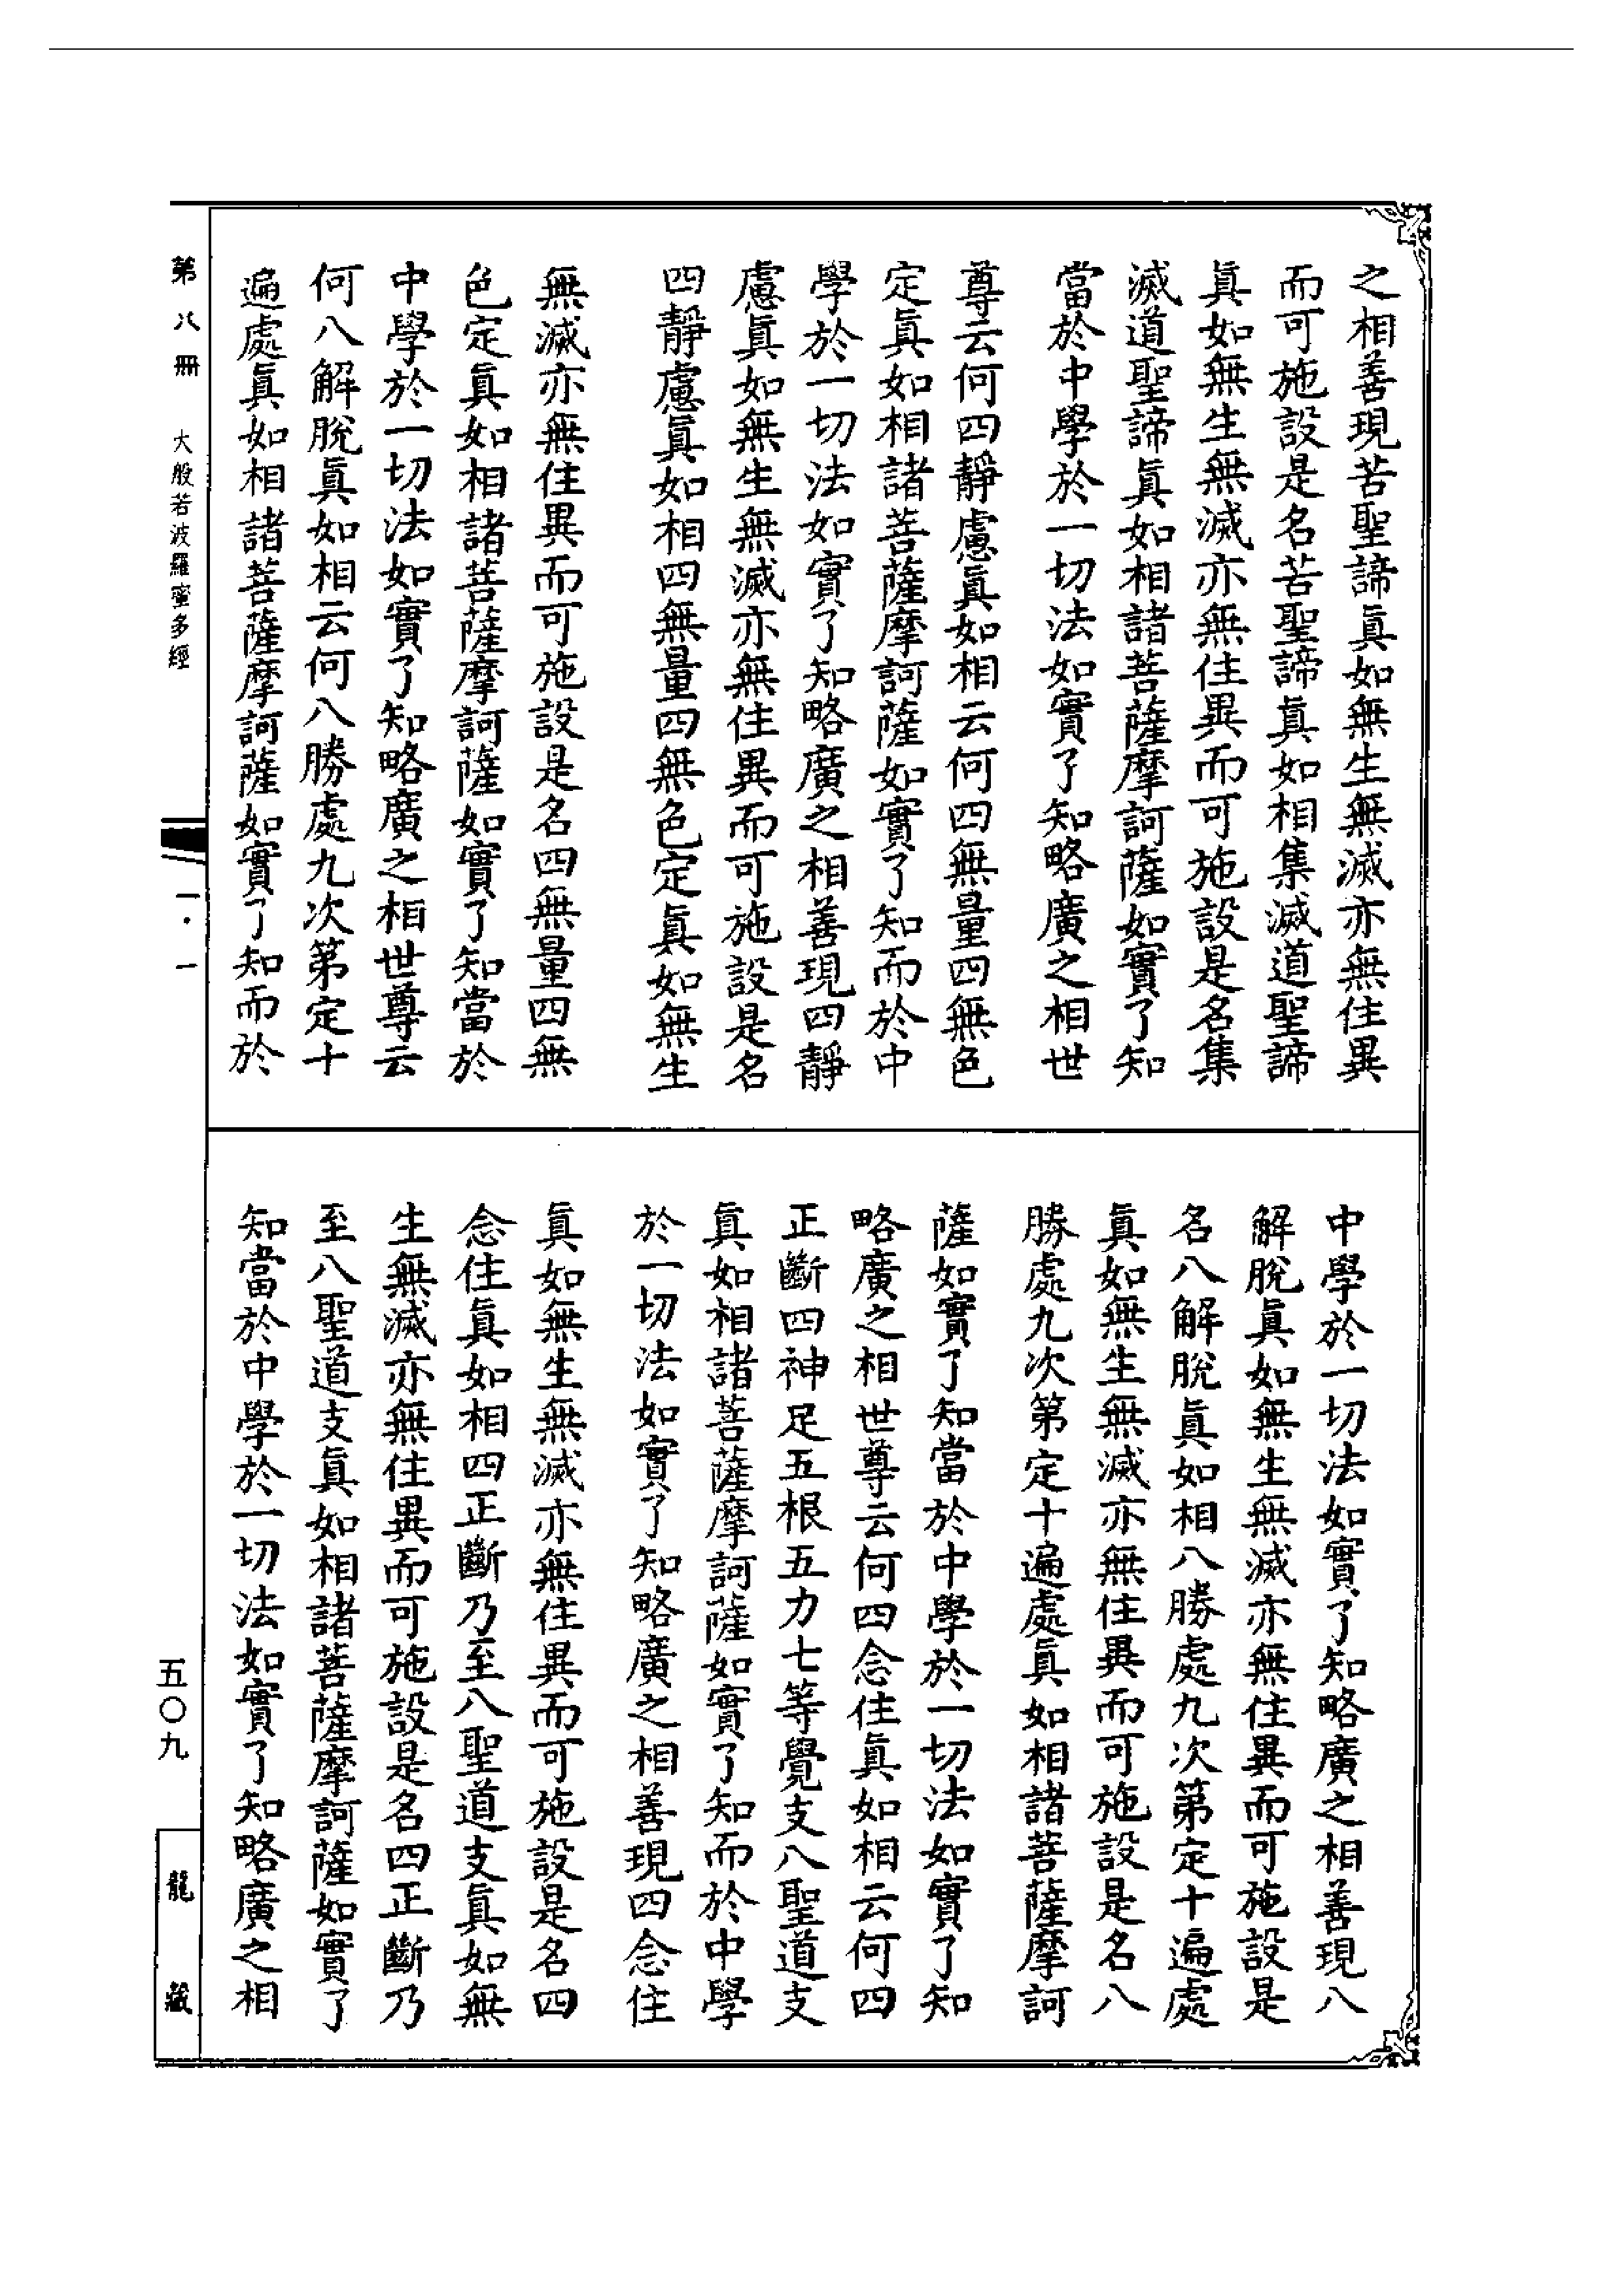 之相善現苦聖諦眞如無生無滅亦無住異
而可施設是名苦聖諦眞如相集滅道聖諦
眞如無生無滅亦無住異而可施設是名集
滅道聖諦眞如相諸菩薩摩訶薩如實了知
當於中學於一切法如實了知略廣之相世
尊云何四靜慮眞如相云何四無量四無色
定眞如相諸菩薩摩訶薩如實了知而於中
學於一切法如實了知略廣之相善現四靜
慮眞如無生無滅亦無住異而可施設是名
四靜慮眞如相四無量四無色定眞如無生
無滅亦無住異而可施設是名四無量四無
色定眞如相諸菩薩摩訶薩如實了知當於
中學於一切法如實了知略廣之相世尊云
何八解脫眞如相云何八勝處九次第定十
遍處眞如相諸菩薩摩訶薩如實了知而於
中學於一切法如實了知略廣之相善現八
解脫眞如無生無滅亦無住異而可施設是
名八解脫眞如相八勝處九次第定十遍處
眞如無生無滅亦無住異而可施設是名八
勝處九次第定十遍處眞如相諸菩薩摩訶
薩如實了知當於中學於一切法如實了知
略廣之相世尊云何四念住眞如相云何四
正斷四神足五根五力七等覺支八聖道支
眞如相諸菩薩摩訶薩如實了知而於中學
於一切法如實了知略廣之相善現四念住
眞如無生無滅亦無住異而可施設是名四
念住眞如相四正斷乃至八聖道支眞如無
生無滅亦無住異而可施設是名四正斷乃
至八聖道支眞如相諸菩薩摩訶薩如實了
知當於中學於一切法如實了知略廣之相
第八冊 大般若波羅蜜多經 一·一
五〇九
龍藏